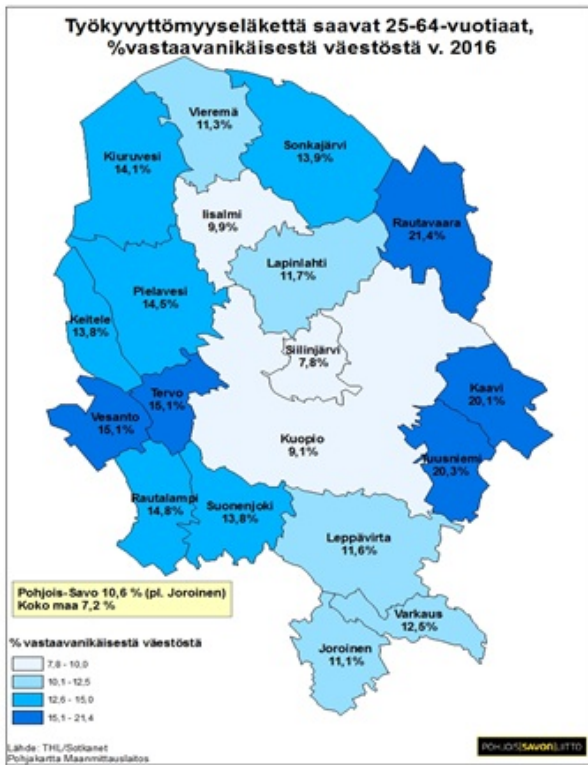 Työkyvyttömyyseläkettä saavat 25-64-vuotiaat,
%vastaavanikäisestä väestöstä v. 2016
Vieremä
11,3%
Sonkajärvi
13,9%
Kiuruvesi
14,1%
Iisalmi
9,9%
Rautavaara
21,4%
Lapinlahti
11,7%
Pielavesi
14,5%
Keitele
13,8%
Siilinjärvi
7,8%
Kaavi
20,1%
Tervo
15,1%
Vesanto
15,1%
Kuopio
9,1%
Tuusniemi
20,3%
Rautalampi
14,8%
Suonenjoki
13,8%
Leppävirta
11,6%
Varkaus
12,5%
Joroinen
11,1%
Pohjois-Savo 10,6 % (pl. Joroinen)
Koko maa 7,2 %
% vastaavanikäisestä väestöstä
7,8 - 10,0
10,1 - 12,5
12,6 - 15,0
15,1 - 21,4
Lähde: THL/Sotkanet
Pohjakartta Maanmittauslaitos
POHJOIS SAVON LIITTO